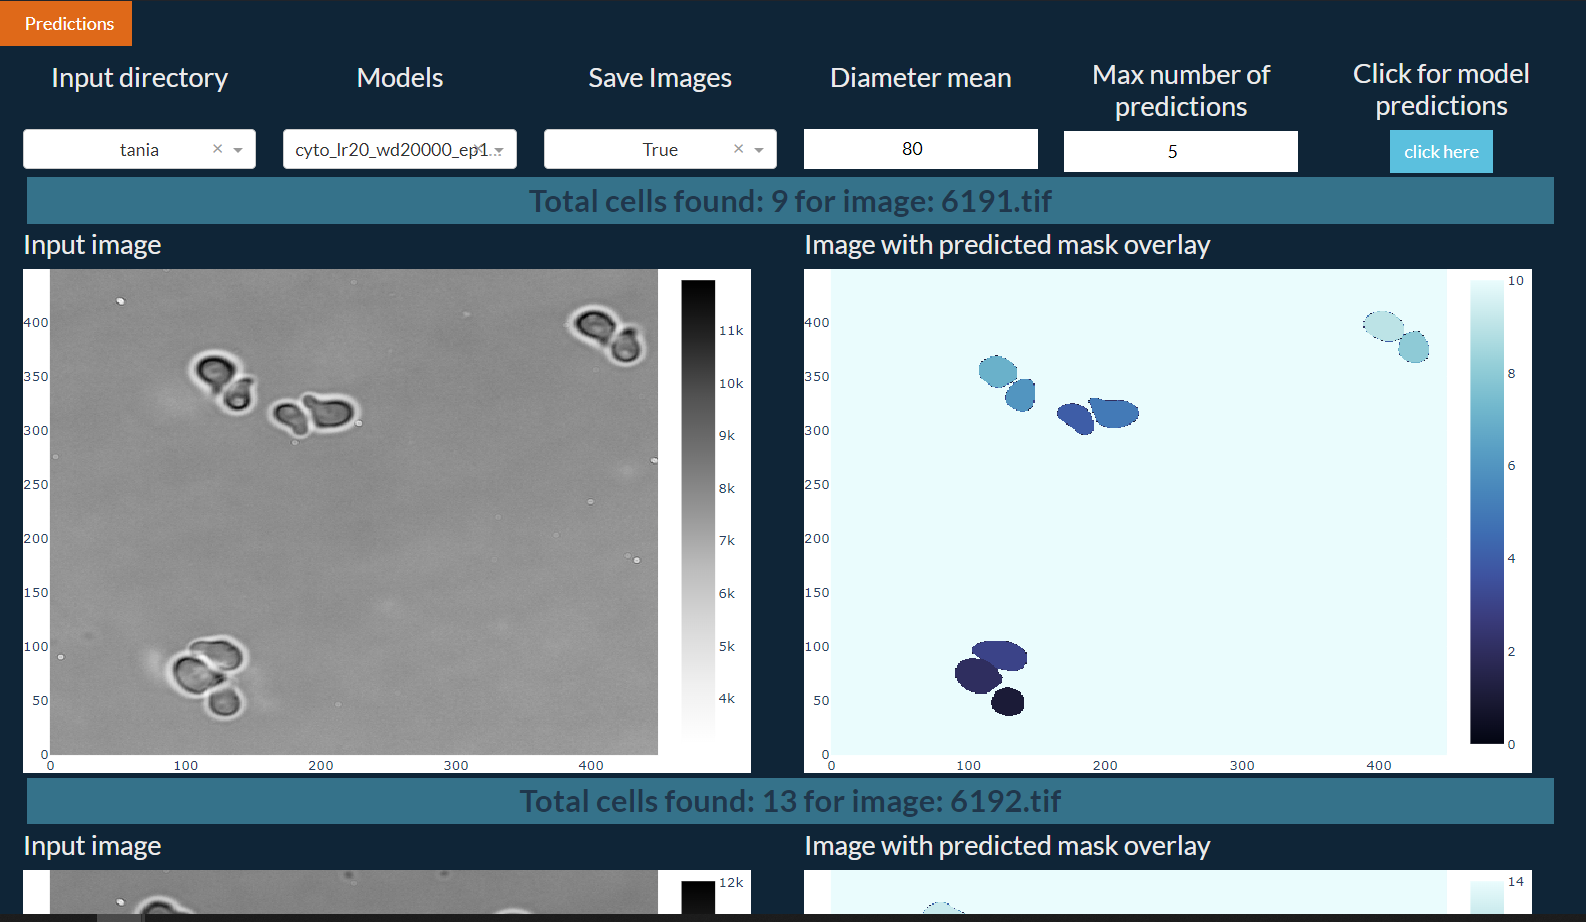 Predictions
Input directory
Models
Save Images
Diameter mean
Max number of
predictions
Click for model
predictions
tania
cyto_lr20_wd20000_ep1...
True
80
5
click here
Total cells found: 9 for image: 6191.tif
Input image
Image with predicted mask overlay
400
350
300
250
200
150
100
50
0
0
100
200
300
400
11k
10k
9k
8k
7k
6k
5k
4k
400
350
300
250
200
150
100
50
0
0
100
200
300
400
10
8
6
4
2
0
Total cells found: 13 for image: 6192.tif
Input image
Image with predicted mask overlay
12k
14